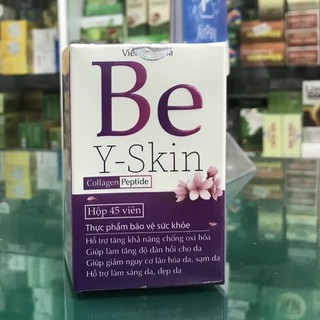 Be
Y-Skin
Collagen Peptide
Hộp 45 viên
Thực phẩm bảo vệ sức khỏe
Hỗ trợ tăng khả năng chống oxi hóa
Giúp làm tăng độ đàn hồi cho da
Giúp giảm nguy cơ lão hóa da, sạm da
Hỗ trợ làm sáng da, đẹp da